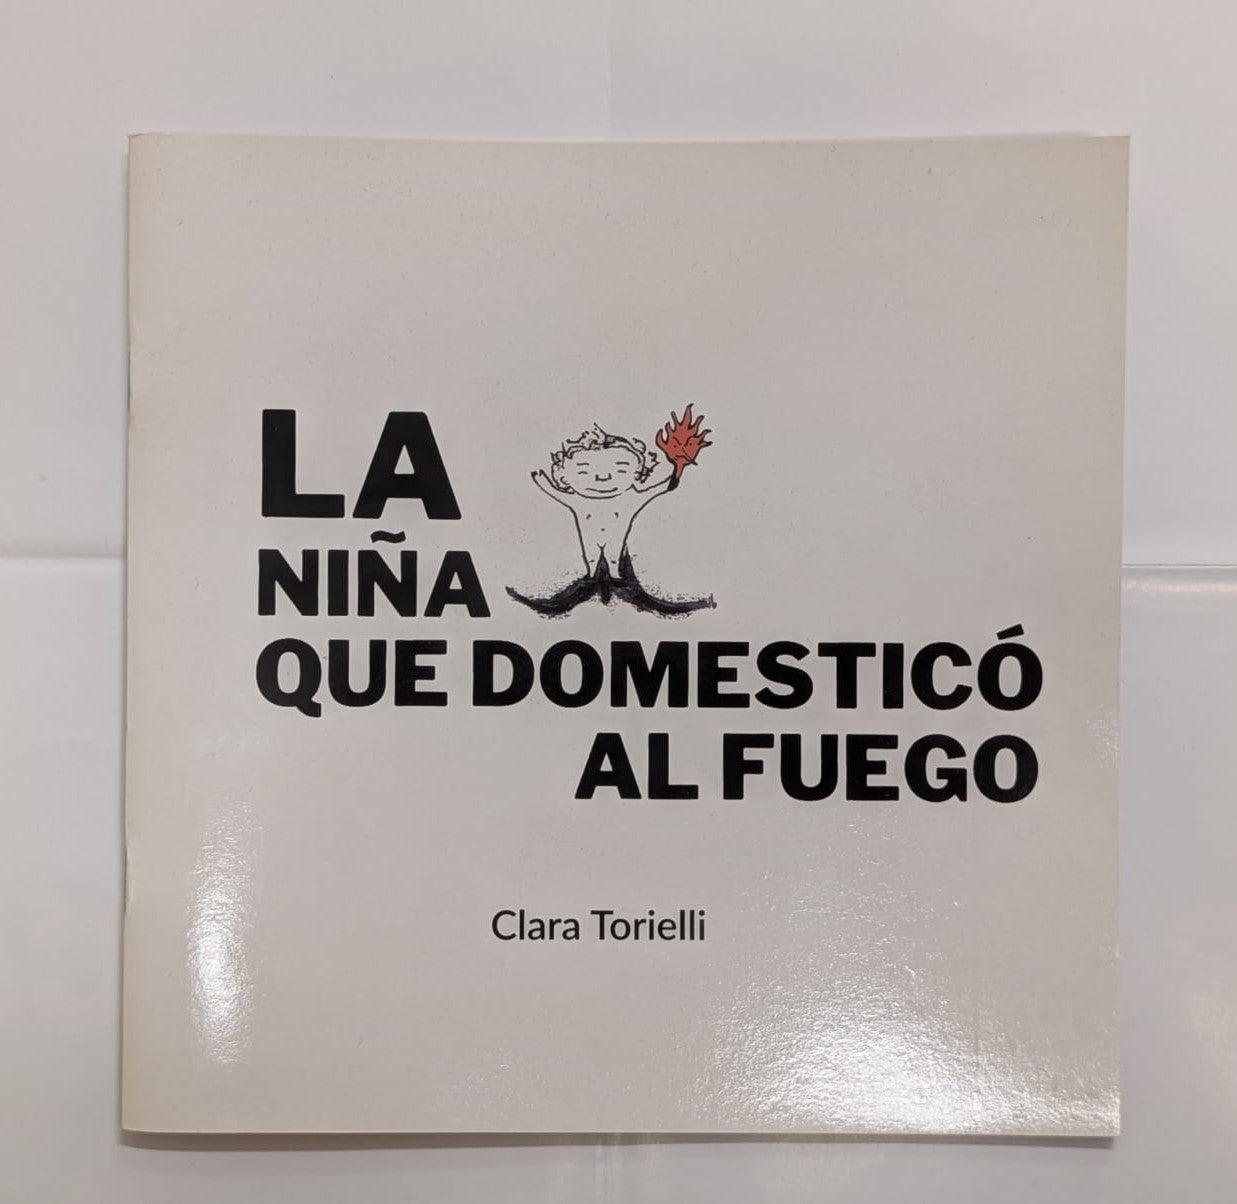 LA
NIÑA
QUE DOMESTICÓ
AL FUEGO
Clara Torielli